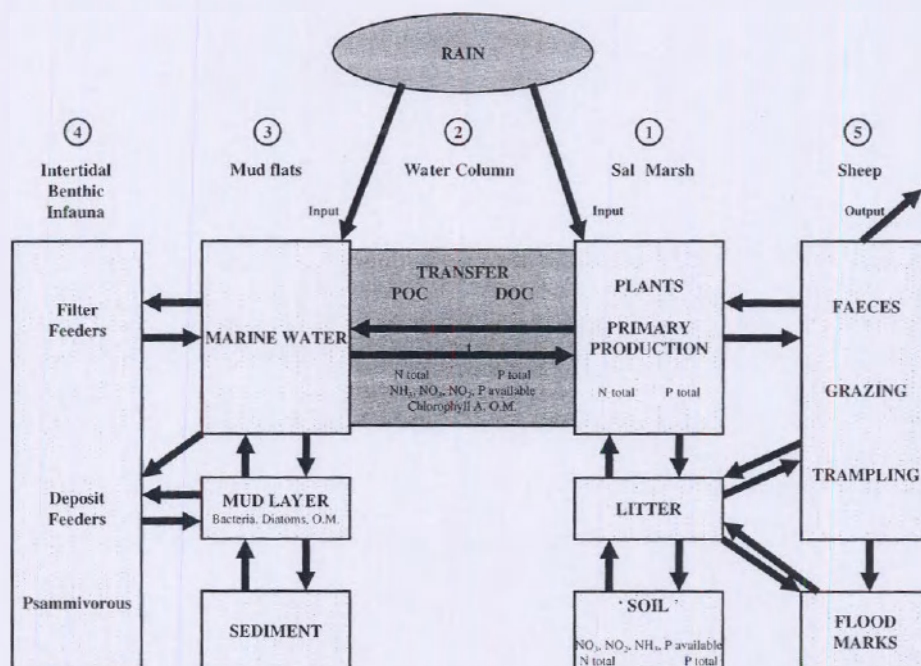 RAIN
4
3
2
1
5
Intertidal
Benthic
Infauna
Mud flats
Water Column
Sal Marsh
Sheep
Input
Input
Output
TRANSFER
POC DOC
N total P total
NH3, NO3, NO2, P available
Chlorophyll A, O.M.
Filter
Feeders
MARINE WATER
PLANTS
PRIMARY
PRODUCTION
N total P total
FAECES
GRAZING
TRAMPLING
Deposit
Feeders
MUD LAYER
Bacteria, Diatoms, O.M.
LITTER
Psammivorous
SEDIMENT
SOIL
NO3, NO2, NH3, P available
N total P total
FLOOD
MARKS